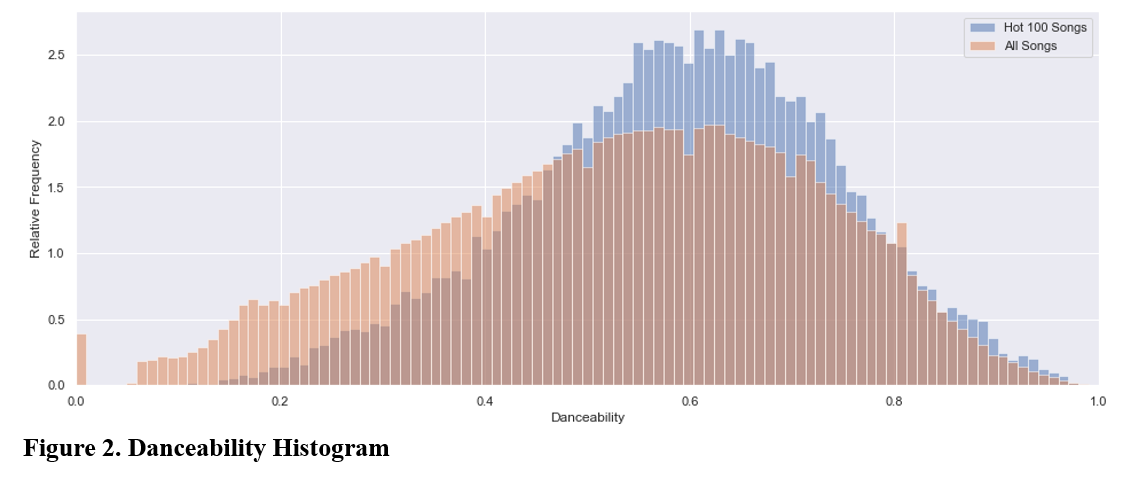 Hot 100 Songs
All Songs
2.5
2.0
1.5
1.0
0.5
0.0
Relative Frequency
0.0 0.2 0.4 0.6 0.8 1.0
Danceability
Figure 2. Danceability Histogram